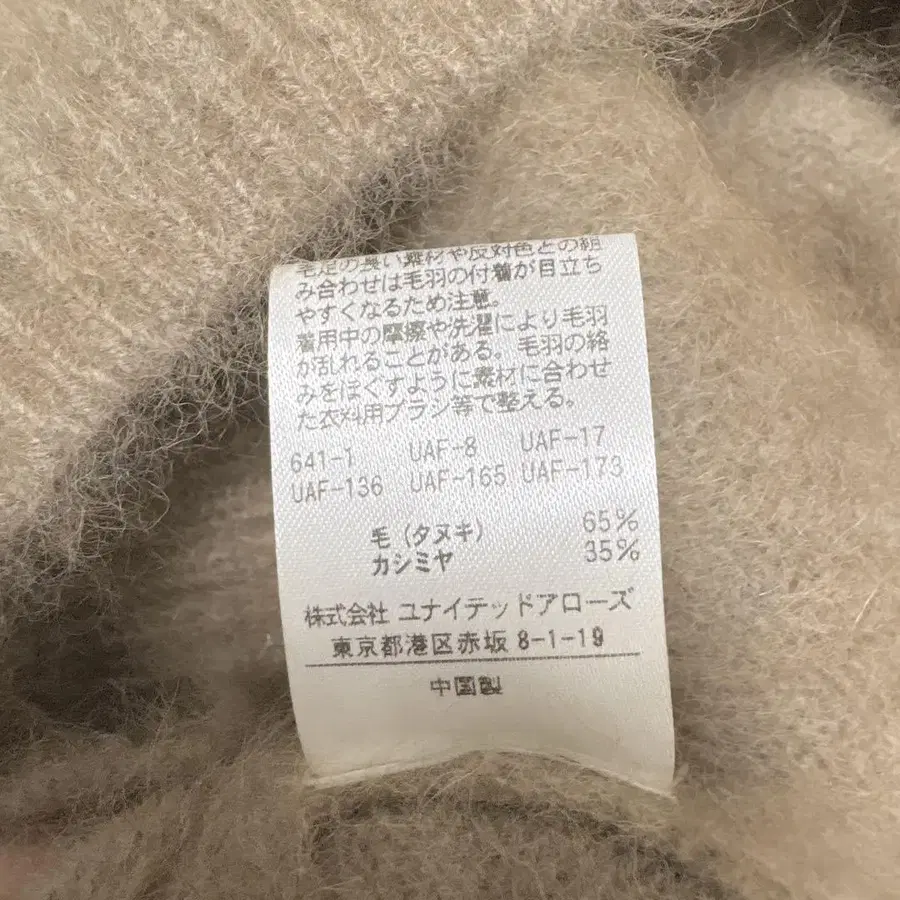 毛足の長い素材や反対色との組
み合わせは毛羽の付着が目立ち
やすくなるため注意。
着用中の摩擦や洗濯により毛羽
が乱れることがある。毛羽の絡
みをほぐすように素材に合わせ
た衣料用ブラシ等で整える。
641-1 UAF-8 UAF-17
UAF-136 UAF-165 UAF-173
毛（タヌキ） 65%
カシミヤ 35%
株式会社 ユナイテッドアローズ
東京都港区赤坂 8-1-19
中国製